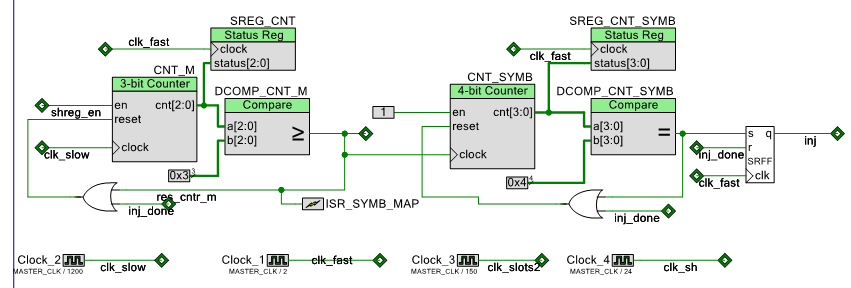 SREG_CNT
Status Reg
clock
status[2:0]
clk_fast
CNT_M
3-bit Counter
en
cnt[2:0]
reset
clock
shreg_en
clk_slow
DCOMP_CNT_M
Compare
a[2:0]
b[2:0]
≥
0x3
3
res_cntr_m
inj_done
ISR_SYMB_MAP
SREG_CNT_SYMB
Status Reg
clock
status[3:0]
clk_fast
CNT_SYMB
4-bit Counter
en
cnt[3:0]
reset
clock
1
DCOMP_CNT_SYMB
Compare
a[3:0]
b[3:0]
=
0x4
4
inj_done
s q
r
SRFF
clk
inj_done
clk_fast
inj
Clock_2
MASTER_CLK / 1200
clk_slow
Clock_1
MASTER_CLK / 2
clk_fast
Clock_3
MASTER_CLK / 150
clk_slots2
Clock_4
MASTER_CLK / 24
clk_sh